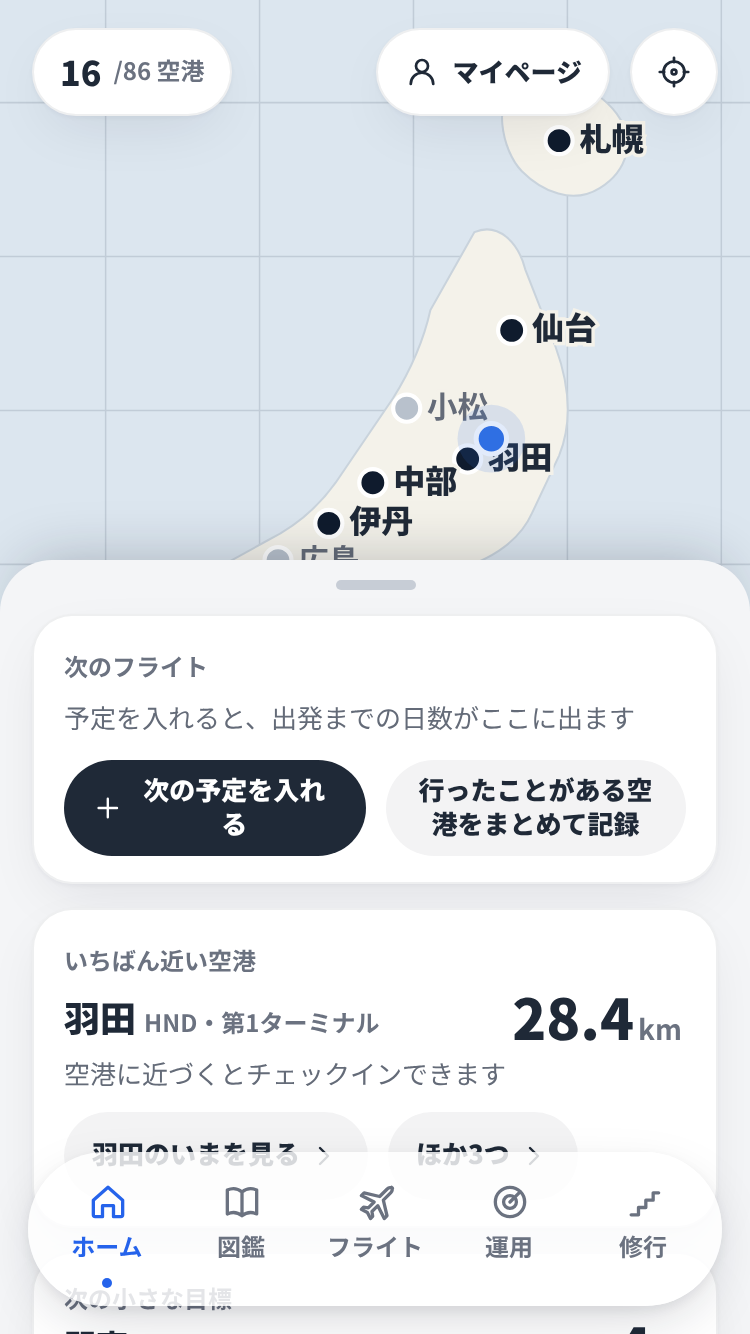 16 /86 空港
マイページ
札幌
仙台
小松
羽田
中部
伊丹
広島
次のフライト
予定を入れると、出発までの日数がここに出ます
次の予定を入れ
る
行ったことがある空
港をまとめて記録
いちばん近い空港
羽田 HND・第1ターミナル
28.4km
空港に近づくとチェックインできます
羽田のいまを見る
ほか3つ
ホーム
図鑑
フライト
運用
修行
次の小さな目標